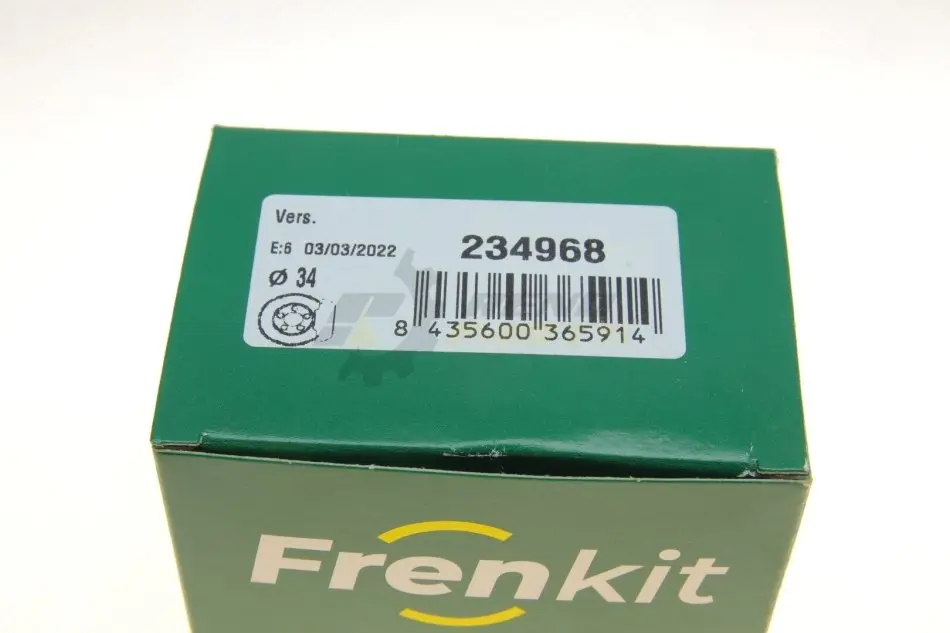 Vers.
E:6 03/03/2022
234968
Ø 34
8 435600 365914
Frenkit